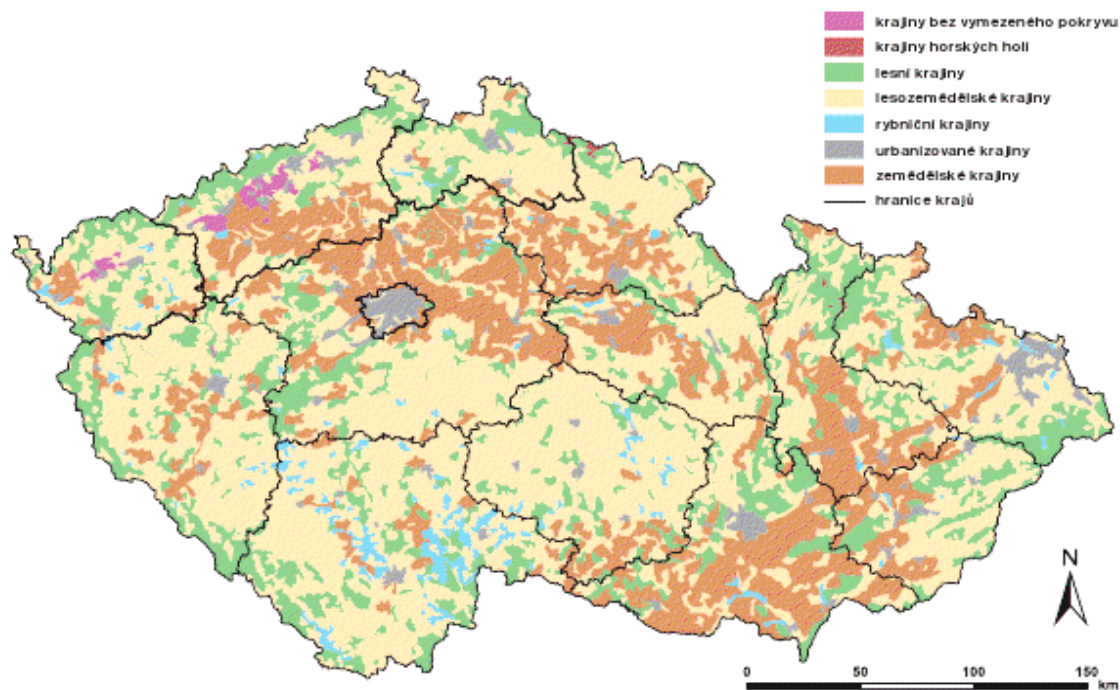 krajiny bez vymezeného pokryvu
krajiny horských holí
lesní krajiny
lesozemědělské krajiny
rybniční krajiny
urbanizované krajiny
zemědělské krajiny
hranice krajů
N
0 50 100 150
km